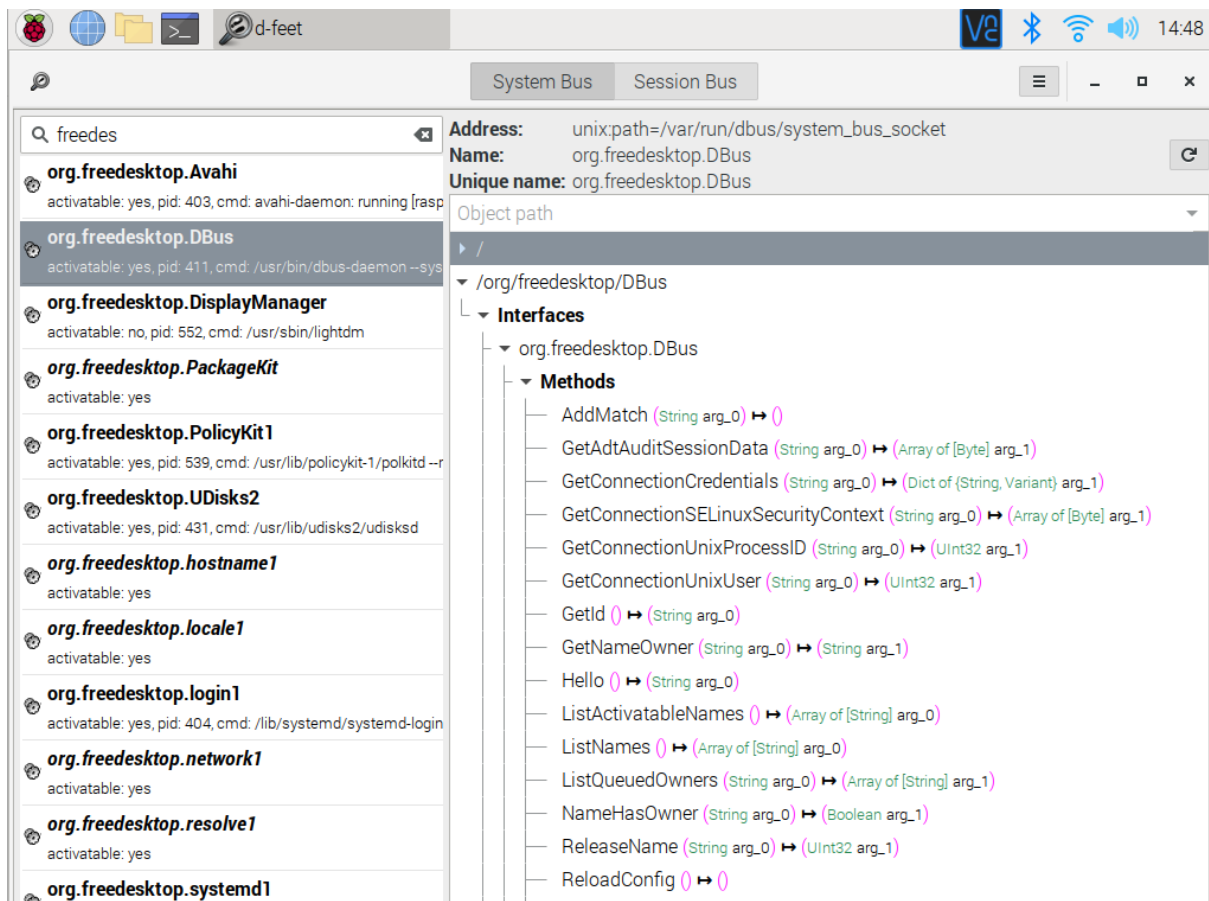 d-feet
14:48
System Bus Session Bus
freedes
org.freedesktop.Avahi
activatable: yes, pid: 403, cmd: avahi-daemon: running [rasp
org.freedesktop.DBus
activatable: yes, pid: 411, cmd: /usr/bin/dbus-daemon --sys
org.freedesktop.DisplayManager
activatable: no, pid: 552, cmd: /usr/sbin/lightdm
org.freedesktop.PackageKit
activatable: yes
org.freedesktop.PolicyKit1
activatable: yes, pid: 539, cmd: /usr/lib/policykit-1/polkitd --r
org.freedesktop.UDisks2
activatable: yes, pid: 431, cmd: /usr/lib/udisks2/udisksd
org.freedesktop.hostname1
activatable: yes
org.freedesktop.locale1
activatable: yes
org.freedesktop.login1
activatable: yes, pid: 404, cmd: /lib/systemd/systemd-login
org.freedesktop.network1
activatable: yes
org.freedesktop.resolve1
activatable: yes
org.freedesktop.systemd1
Address: unix:path=/var/run/dbus/system_bus_socket
Name: org.freedesktop.DBus
Unique name: org.freedesktop.DBus
Object path
/
/org/freedesktop/DBus
Interfaces
org.freedesktop.DBus
Methods
AddMatch (String arg_0) ↦ ()
GetAdtAuditSessionData (String arg_0) ↦ (Array of [Byte] arg_1)
GetConnectionCredentials (String arg_0) ↦ (Dict of {String, Variant} arg_1)
GetConnectionSELinuxSecurityContext (String arg_0) ↦ (Array of [Byte] arg_1)
GetConnectionUnixProcessID (String arg_0) ↦ (UInt32 arg_1)
GetConnectionUnixUser (String arg_0) ↦ (UInt32 arg_1)
GetId () ↦ (String arg_0)
GetNameOwner (String arg_0) ↦ (String arg_1)
Hello () ↦ (String arg_0)
ListActivatableNames () ↦ (Array of [String] arg_0)
ListNames () ↦ (Array of [String] arg_0)
ListQueuedOwners (String arg_0) ↦ (Array of [String] arg_1)
NameHasOwner (String arg_0) ↦ (Boolean arg_1)
ReleaseName (String arg_0) ↦ (UInt32 arg_1)
ReloadConfig () ↦ ()